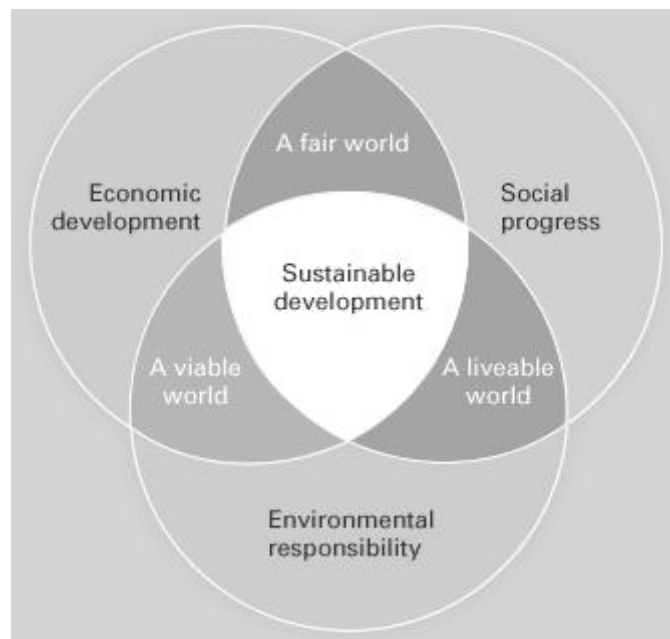 A fair world
Economic
development
Social
progress
Sustainable
development
A viable
world
A liveable
world
Environmental
responsibility